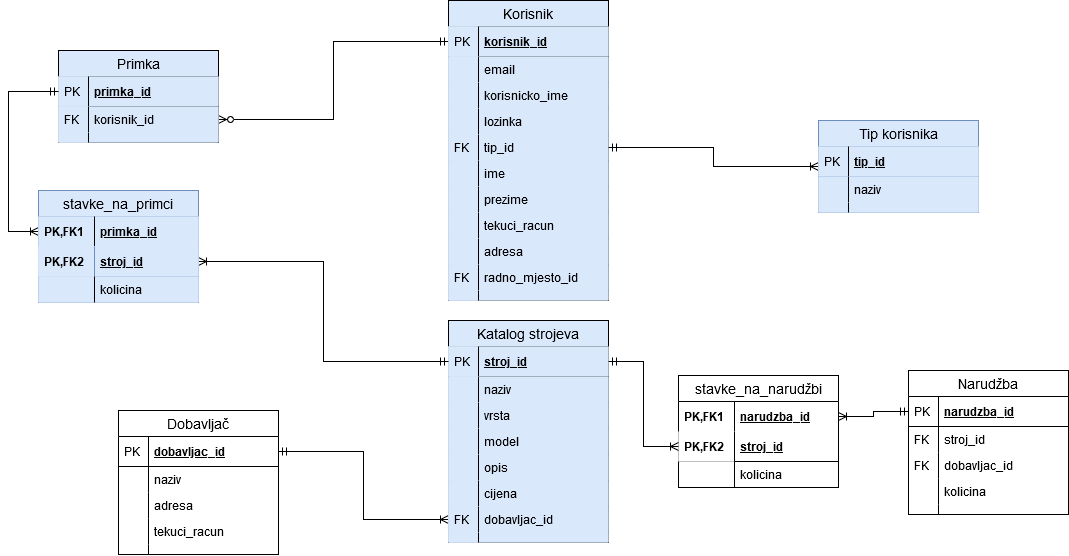 Korisnik
PK korisnik_id
email
korisnicko_ime
lozinka
FK tip_id
ime
prezime
tekuci_racun
adresa
FK radno_mjesto_id
Primka
PK primka_id
FK korisnik_id
Tip korisnika
PK tip_id
naziv
stavke_na_primci
PK,FK1 primka_id
PK,FK2 stroj_id
kolicina
Katalog strojeva
PK stroj_id
naziv
vrsta
model
opis
cijena
FK dobavljac_id
Dobavljač
PK dobavljac_id
naziv
adresa
tekuci_racun
stavke_na_narudžbi
PK,FK1 narudzba_id
PK,FK2 stroj_id
kolicina
Narudžba
PK narudzba_id
FK stroj_id
FK dobavljac_id
kolicina